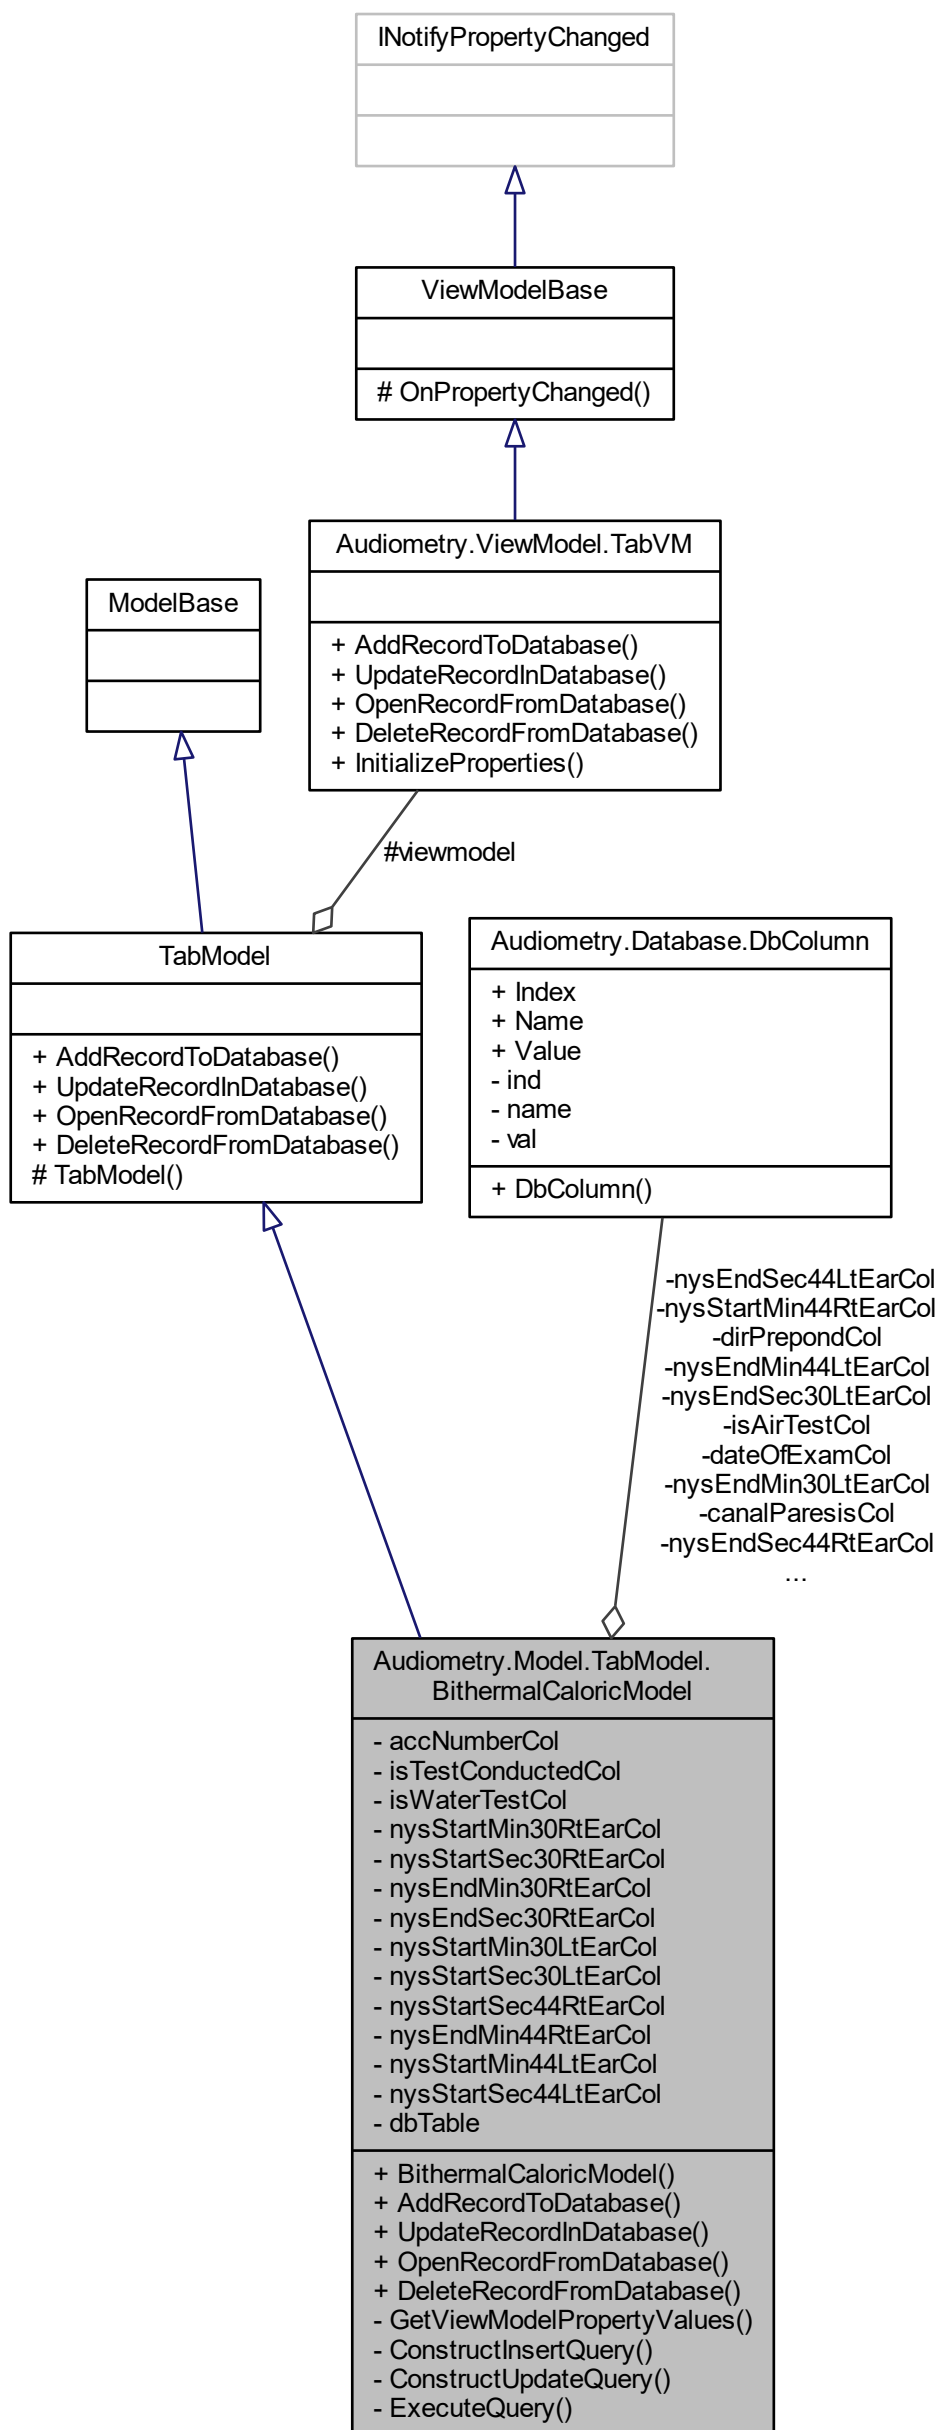 INotifyPropertyChanged
ViewModelBase
# OnPropertyChanged()
Audiometry.ViewModel.TabVM
+ AddRecordToDatabase()
+ UpdateRecordInDatabase()
+ OpenRecordFromDatabase()
+ DeleteRecordFromDatabase()
+ InitializeProperties()
ModelBase
#viewmodel
TabModel
+ AddRecordToDatabase()
+ UpdateRecordInDatabase()
+ OpenRecordFromDatabase()
+ DeleteRecordFromDatabase()
# TabModel()
Audiometry.Database.DbColumn
+ Index
+ Name
+ Value
- ind
- name
- val
+ DbColumn()
-nysEndSec44LtEarCol
-nysStartMin44RtEarCol
-dirPrepondCol
-nysEndMin44LtEarCol
-nysEndSec30LtEarCol
-isAirTestCol
-dateOfExamCol
-nysEndMin30LtEarCol
-canalParesisCol
-nysEndSec44RtEarCol
...
Audiometry.Model.TabModel.
BithermalCaloricModel
- accNumberCol
- isTestConductedCol
- isWaterTestCol
- nysStartMin30RtEarCol
- nysStartSec30RtEarCol
- nysEndMin30RtEarCol
- nysEndSec30RtEarCol
- nysStartMin30LtEarCol
- nysStartSec30LtEarCol
- nysStartSec44RtEarCol
- nysEndMin44RtEarCol
- nysStartMin44LtEarCol
- nysStartSec44LtEarCol
- dbTable
+ BithermalCaloricModel()
+ AddRecordToDatabase()
+ UpdateRecordInDatabase()
+ OpenRecordFromDatabase()
+ DeleteRecordFromDatabase()
- GetViewModelPropertyValues()
- ConstructInsertQuery()
- ConstructUpdateQuery()
- ExecuteQuery()